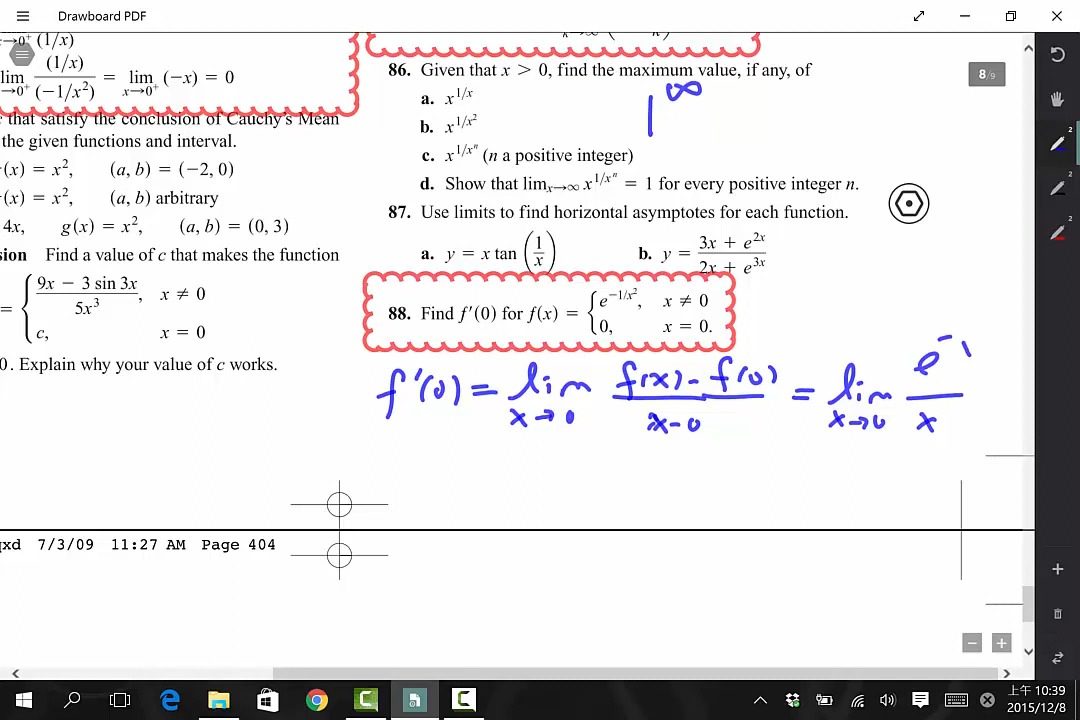 Drawboard PDF
x→0⁺ (1/x)
lim x→0⁺ (1/x) / (−1/x²) = lim x→0⁺ (−x) = 0
that satisfy the conclusion of Cauchy's Mean
the given functions and interval.
(x) = x², (a, b) = (−2, 0)
(x) = x², (a, b) arbitrary
4x, g(x) = x², (a, b) = (0, 3)
sion Find a value of c that makes the function
= { (9x − 3 sin 3x) / 5x³, x ≠ 0
c, x = 0
0. Explain why your value of c works.
86. Given that x > 0, find the maximum value, if any, of
a. x^{1/x}
1^∞
b. x^{1/x²}
c. x^{1/xⁿ} (n a positive integer)
d. Show that lim_{x→∞} x^{1/xⁿ} = 1 for every positive integer n.
87. Use limits to find horizontal asymptotes for each function.
a. y = x tan (1/x) b. y = (3x + e^{2x}) / (2x + e^{3x})
88. Find f′(0) for f(x) = { e^{−1/x²}, x ≠ 0
0, x = 0.
f′(0) = lim x→0 (f(x) − f(0)) / (x − 0) = lim x→0 e^{−1} / x
qxd 7/3/09 11:27 AM Page 404
8/9
2
2
2
上午 10:39
2015/12/8